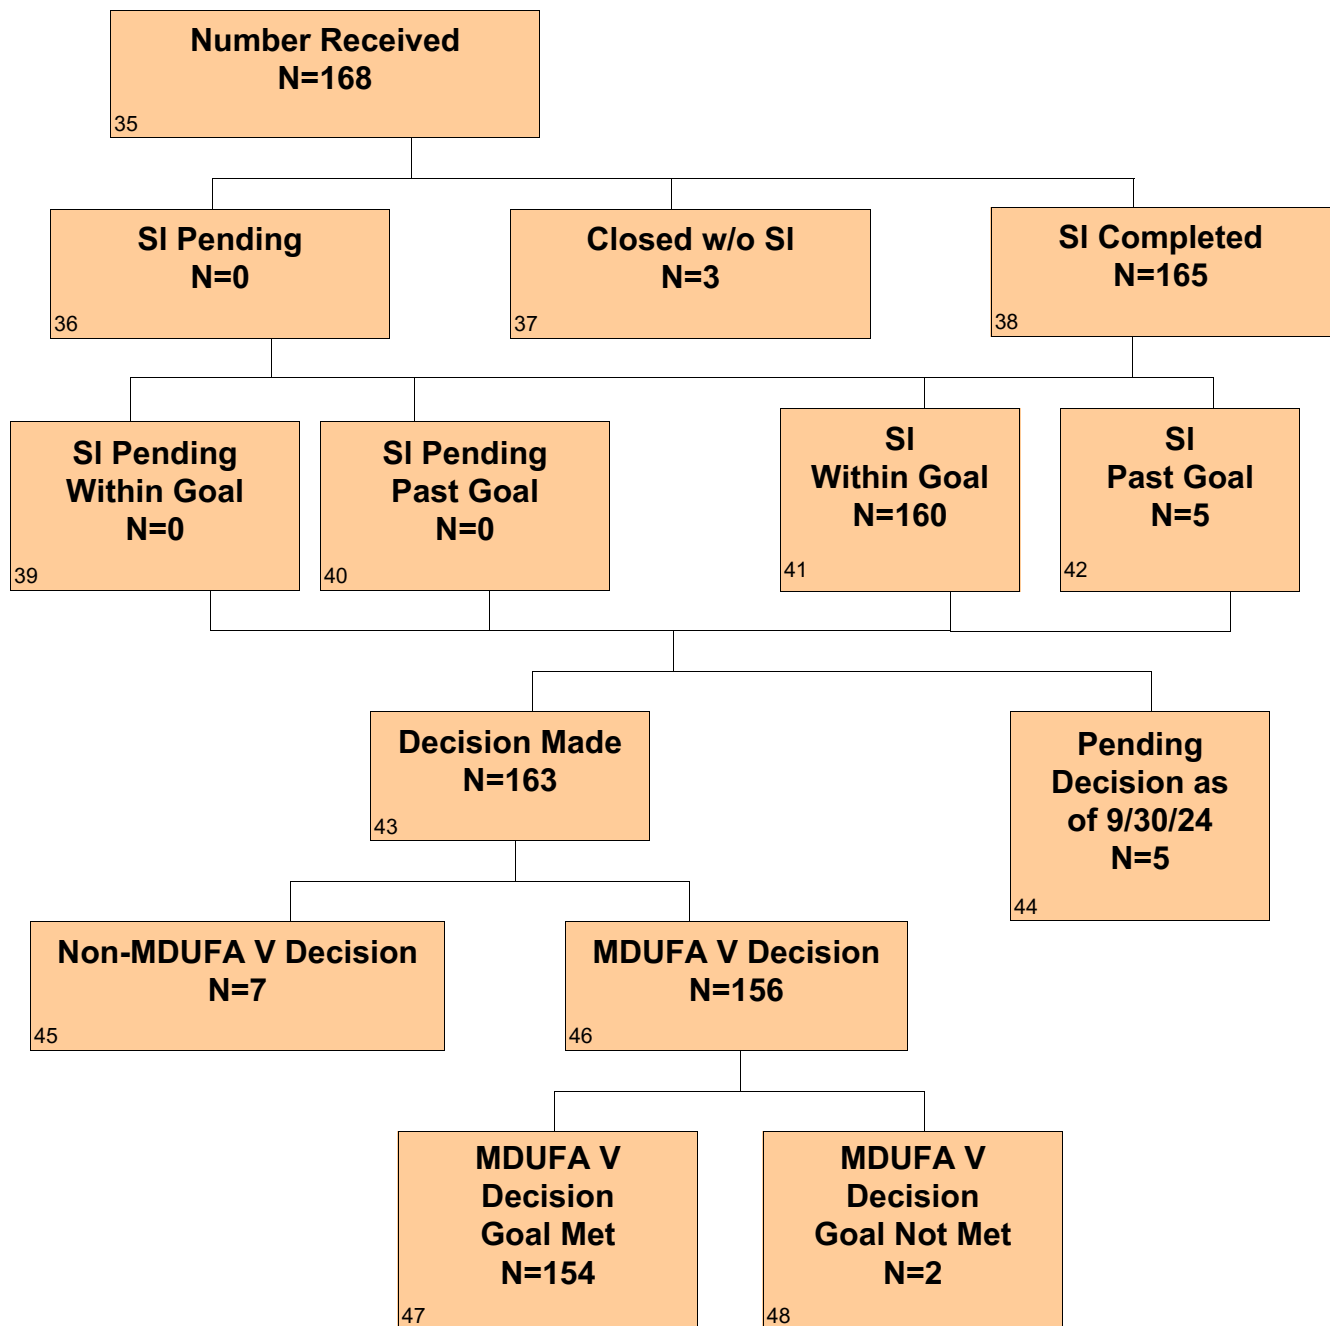 Number Received
N=168
35
SI Pending
N=0
36
Closed w/o SI
N=3
37
SI Completed
N=165
38
SI Pending
Within Goal
N=0
39
SI Pending
Past Goal
N=0
40
SI
Within Goal
N=160
41
SI
Past Goal
N=5
42
Decision Made
N=163
43
Pending
Decision as
of 9/30/24
N=5
44
Non-MDUFA V Decision
N=7
45
MDUFA V Decision
N=156
46
MDUFA V
Decision
Goal Met
N=154
47
MDUFA V
Decision
Goal Not Met
N=2
48